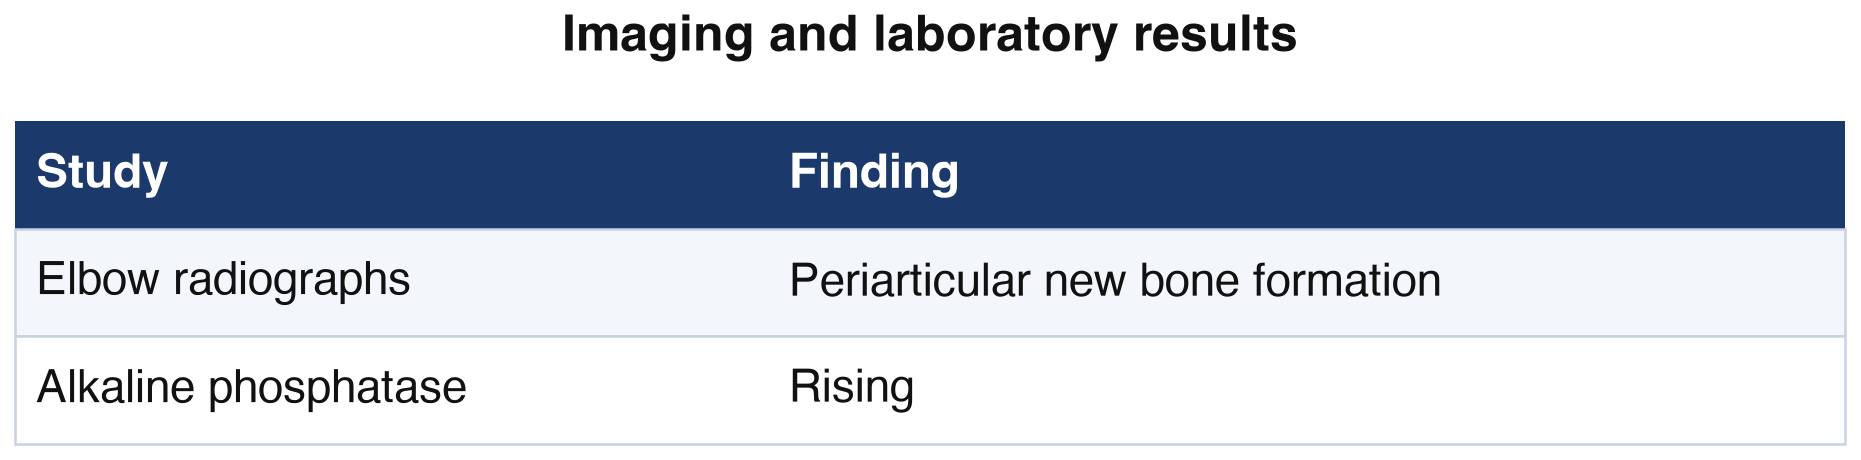 Imaging and laboratory results
Study Finding
Elbow radiographs Periarticular new bone formation
Alkaline phosphatase Rising